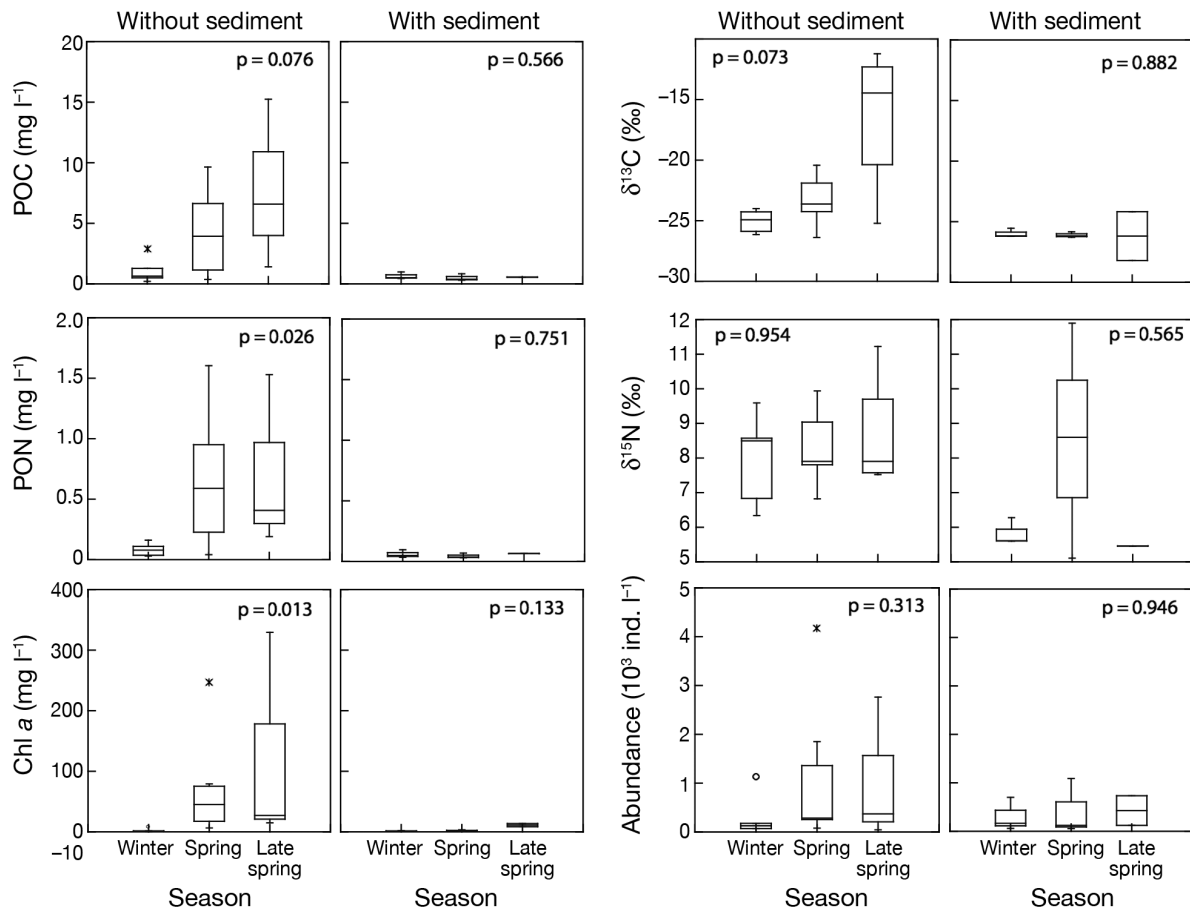 Without sediment
With sediment
Without sediment
With sediment
POC (mg l⁻¹)
20
15
10
5
0
p = 0.076
p = 0.566
δ¹³C (‰)
−15
−20
−25
−30
p = 0.073
p = 0.882
PON (mg l⁻¹)
2.0
1.5
1.0
0.5
0
p = 0.026
p = 0.751
δ¹⁵N (‰)
12
11
10
9
8
7
6
5
p = 0.954
p = 0.565
Chl a (mg l⁻¹)
400
300
200
100
0
−10
p = 0.013
p = 0.133
Abundance (10³ ind. l⁻¹)
5
4
3
2
1
0
p = 0.313
p = 0.946
Winter Spring Late
spring
Winter Spring Late
spring
Winter Spring Late
spring
Winter Spring Late
spring
Season
Season
Season
Season